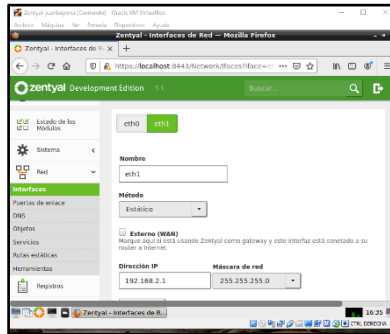 Zentyal juanbayona [Corriendo] - Oracle VM VirtualBox
Archivo Máquina Ver Entrada Dispositivos Ayuda
Zentyal - Interfaces de Red — Mozilla Firefox
Zentyal - Interfaces de Re
https://localhost:8443/Network/Ifaces?iface=et
zentyal Development Edition 5.1
Buscar...
Estado de los Módulos
Sistema
Red
Interfaces
Puertas de enlace
DNS
Objetos
Servicios
Rutas estáticas
Herramientas
Registros
eth0 eth1
Nombre
eth1
Método
Estático
Externo (WAN)
Marque aquí si está usando Zentyal como gateway y este interfaz está conectado a su
router a Internet.
Dirección IP Máscara de red
192.168.2.1 255.255.255.0
Zentyal - Interfaces de R...
16:35
CTRL DERECHA